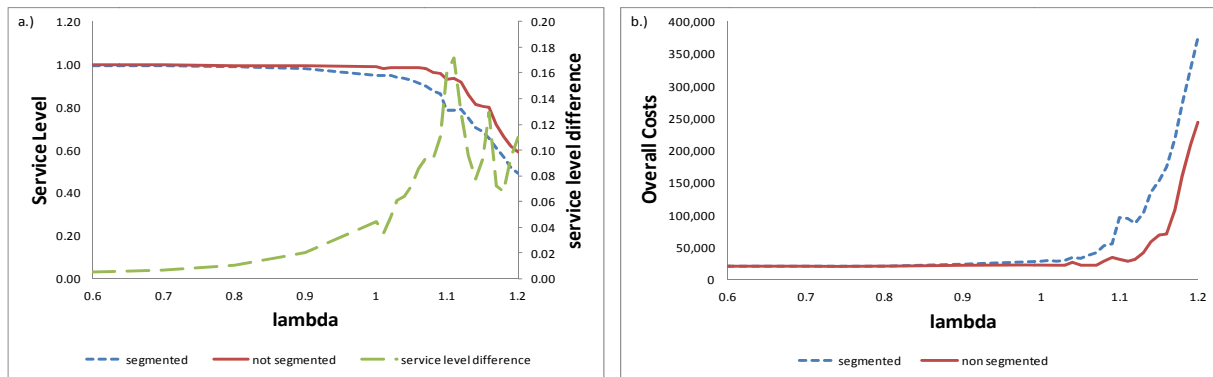 a.)
1.20
1.00
0.80
0.60
0.40
0.20
0.00
Service Level
0.20
0.18
0.16
0.14
0.12
0.10
0.08
0.06
0.04
0.02
0.00
service level difference
0.6 0.7 0.8 0.9 1 1.1 1.2
lambda
segmented not segmented service level difference
b.)
400,000
350,000
300,000
250,000
200,000
150,000
100,000
50,000
0
Overall Costs
0.6 0.7 0.8 0.9 1 1.1 1.2
lambda
segmented non segmented